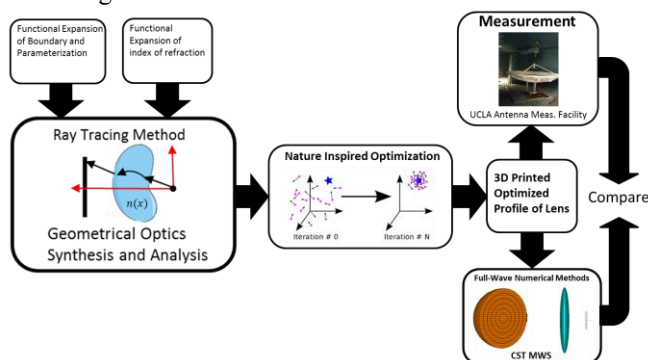 Functional Expansion
of Boundary and
Parameterization
Functional
Expansion of
index of refraction
Ray Tracing Method
n(x)
Geometrical Optics
Synthesis and Analysis
Nature Inspired Optimization
Iteration # 0
Iteration # N
Measurement
UCLA Antenna Meas. Facility
3D Printed
Optimized
Profile of Lens
Compare
Full-Wave Numerical Methods
CST MWS